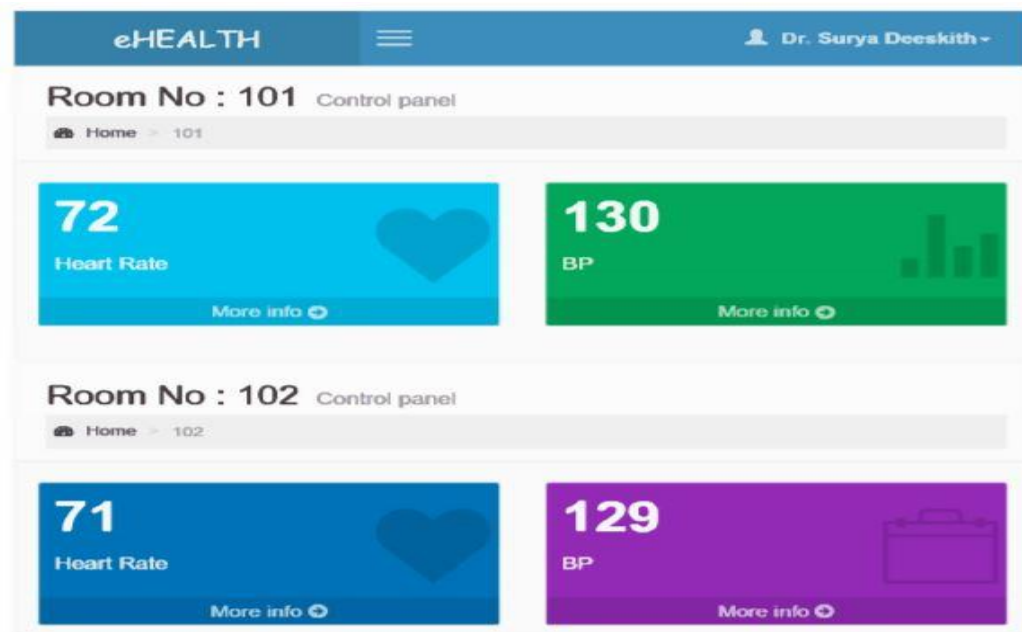 eHEALTH Dr. Surya Deeskith
Room No : 101 Control panel
Home > 101
72
Heart Rate
More info
130
BP
More info
Room No : 102 Control panel
Home > 102
71
Heart Rate
More info
129
BP
More info